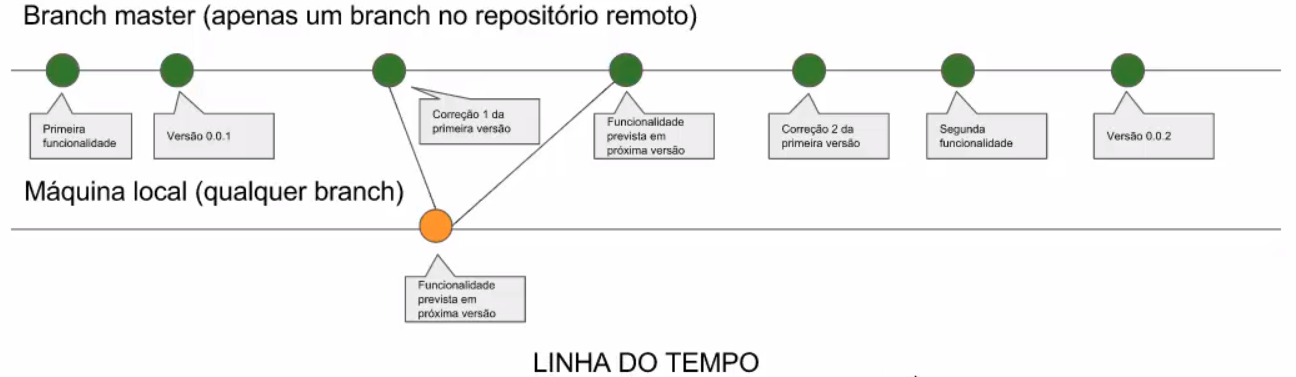 Branch master (apenas um branch no repositório remoto)
Primeira
funcionalidade
Versão 0.0.1
Correção 1 da
primeira versão
Funcionalidade
prevista em
próxima versão
Correção 2 da
primeira versão
Segunda
funcionalidade
Versão 0.0.2
Máquina local (qualquer branch)
Funcionalidade
prevista em
próxima versão
LINHA DO TEMPO